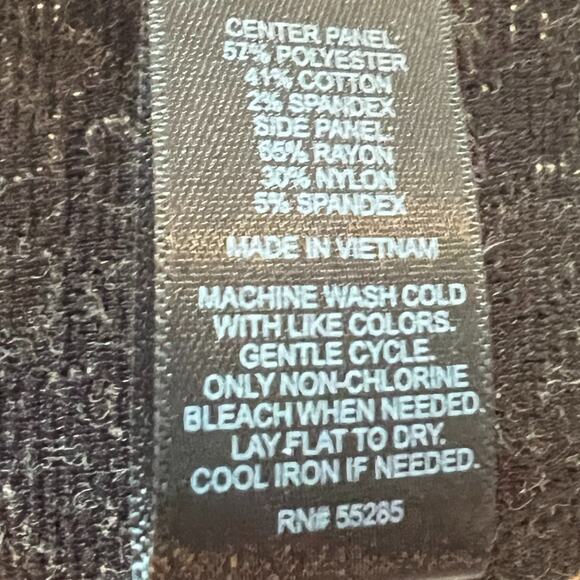 CENTER PANEL:
57% POLYESTER
41% COTTON
2% SPANDEX
SIDE PANEL:
65% RAYON
30% NYLON
5% SPANDEX
MADE IN VIETNAM
MACHINE WASH COLD
WITH LIKE COLORS.
GENTLE CYCLE.
ONLY NON-CHLORINE
BLEACH WHEN NEEDED.
LAY FLAT TO DRY.
COOL IRON IF NEEDED.
RN# 55285